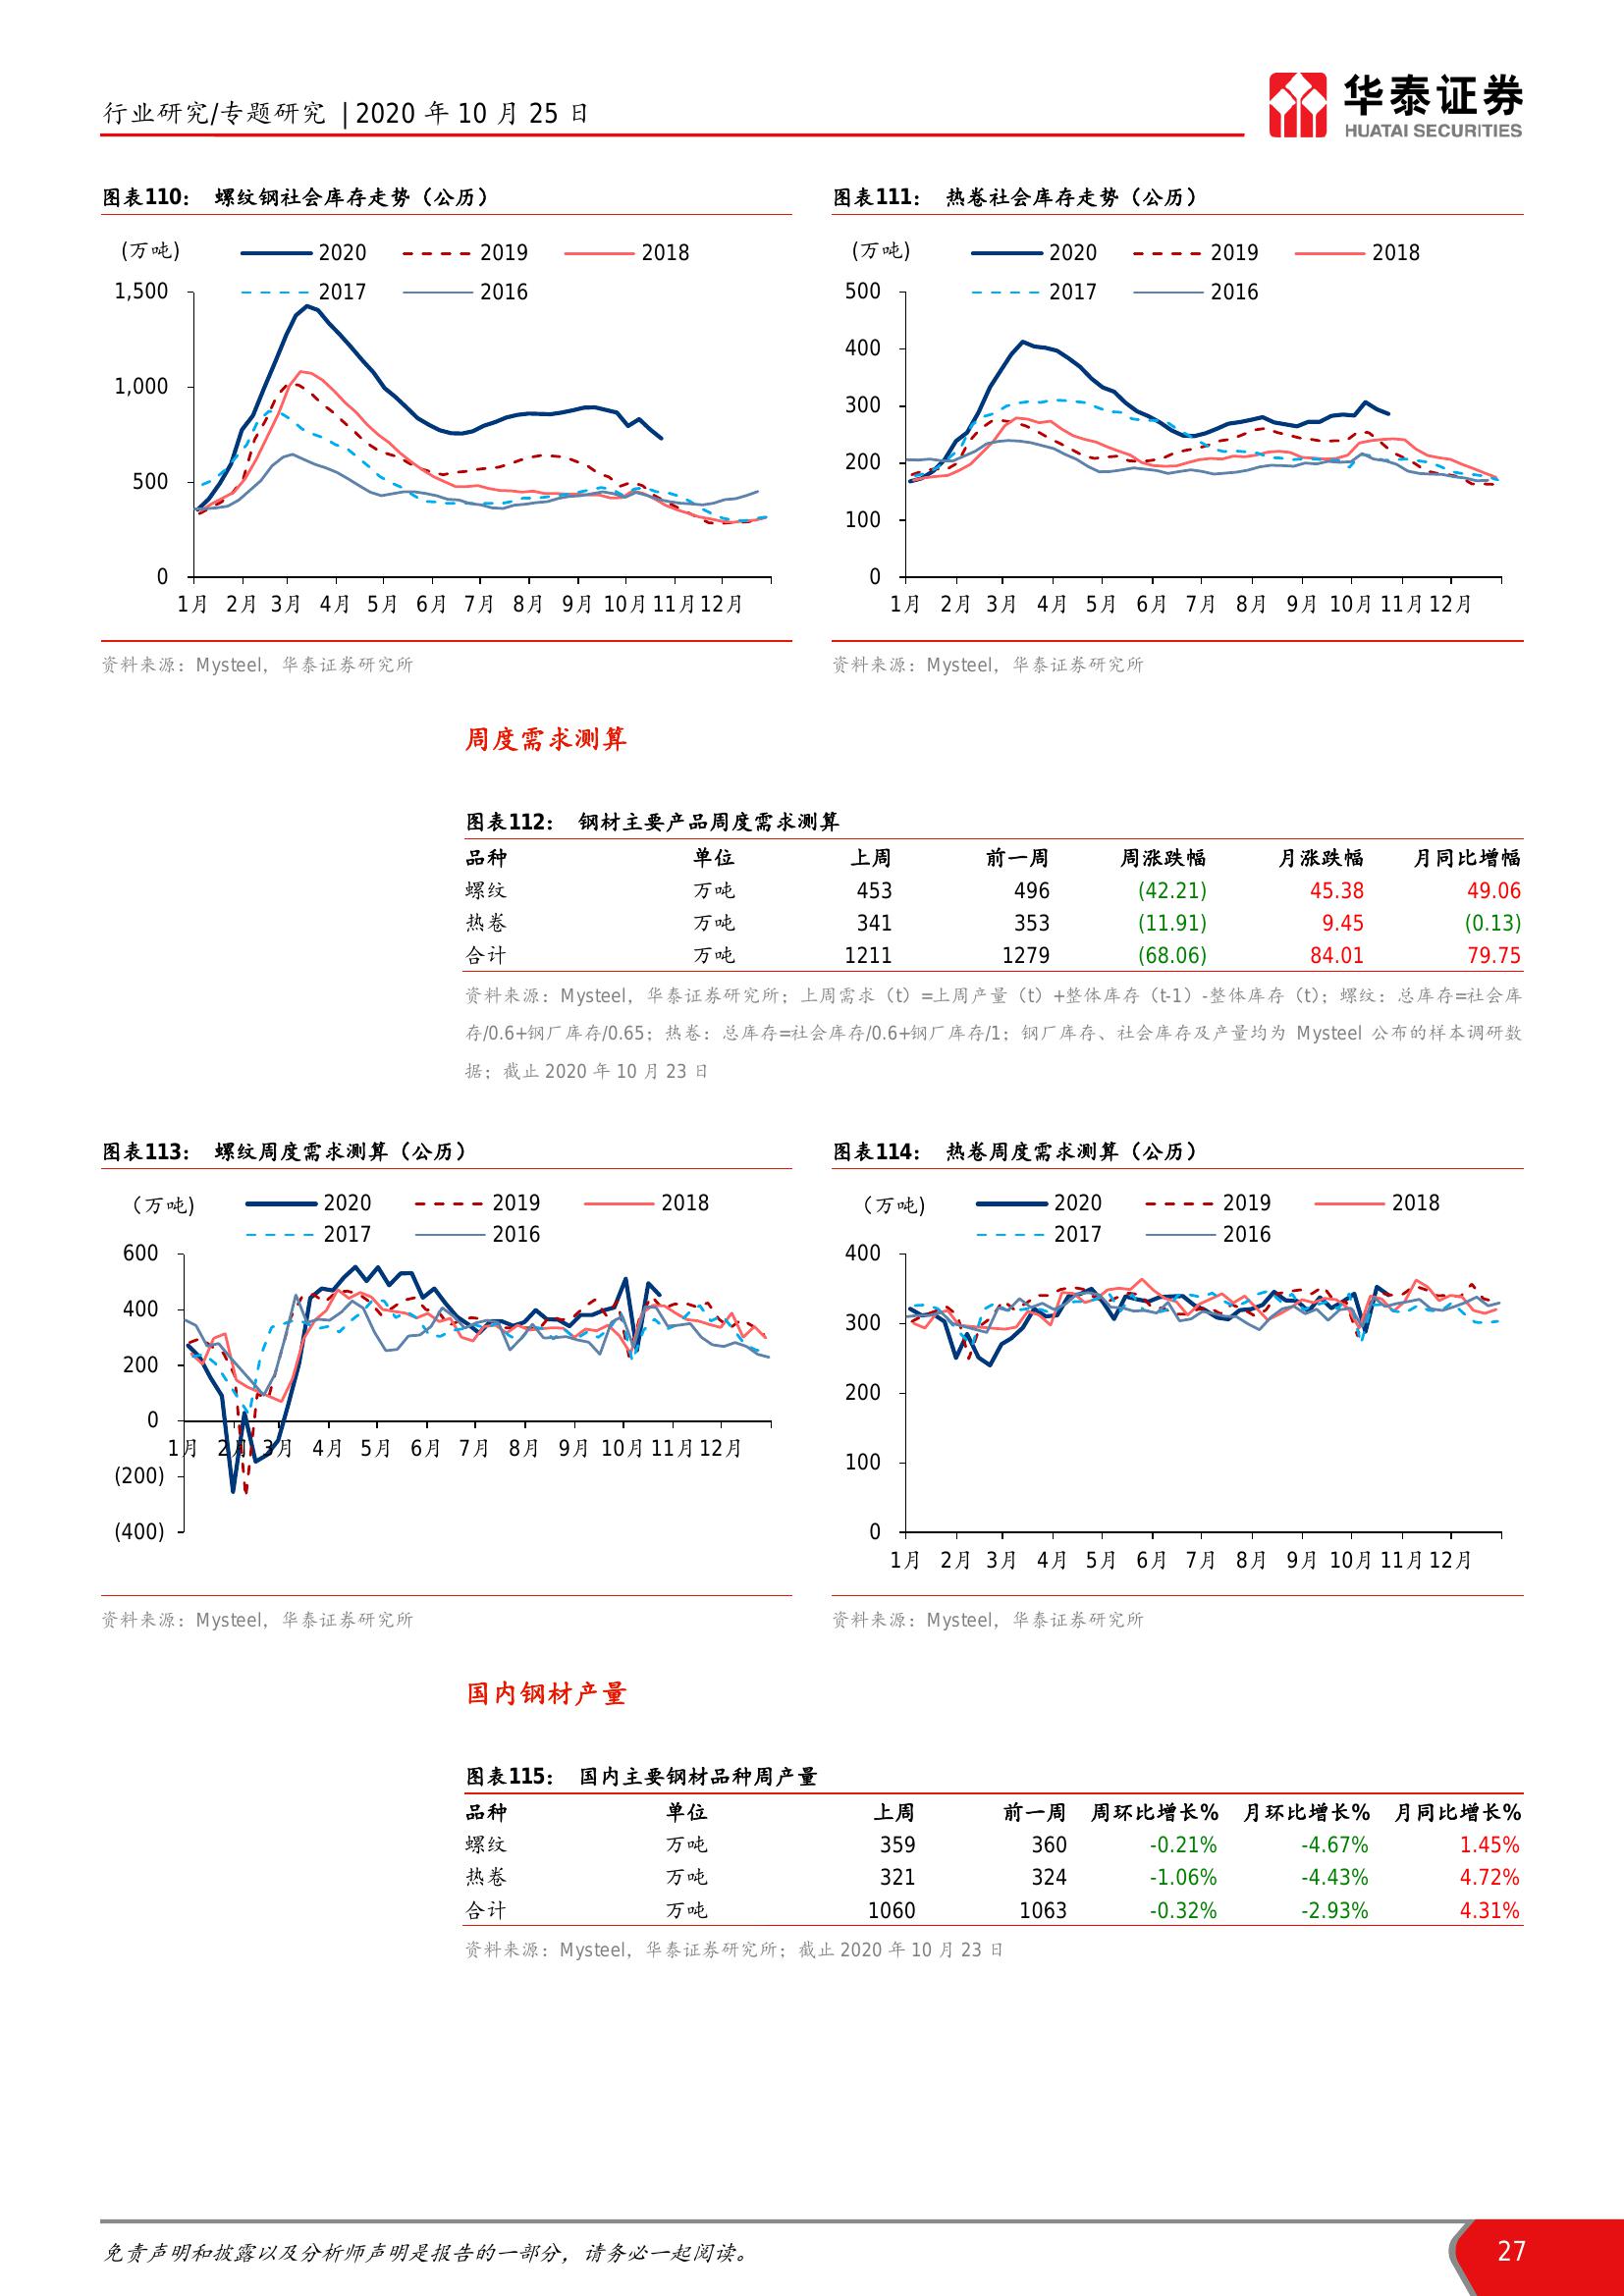 行业研究/专题研究 | 2020 年 10 月 25 日
华泰证券
HUATAI SECURITIES
图表110： 螺纹钢社会库存走势（公历）
(万吨) 2020 2019 2018
2017 2016
1,500
1,000
500
0
1月 2月 3月 4月 5月 6月 7月 8月 9月 10月 11月 12月
资料来源：Mysteel，华泰证券研究所
图表111： 热卷社会库存走势（公历）
(万吨) 2020 2019 2018
2017 2016
500
400
300
200
100
0
1月 2月 3月 4月 5月 6月 7月 8月 9月 10月 11月 12月
资料来源：Mysteel，华泰证券研究所
周度需求测算
图表112： 钢材主要产品周度需求测算
品种 单位 上周 前一周 周涨跌幅 月涨跌幅 月同比增幅
螺纹 万吨 453 496 (42.21) 45.38 49.06
热卷 万吨 341 353 (11.91) 9.45 (0.13)
合计 万吨 1211 1279 (68.06) 84.01 79.75
资料来源：Mysteel，华泰证券研究所；上周需求（t）=上周产量（t）+整体库存（t-1）-整体库存（t）；螺纹：总库存=社会库
存/0.6+钢厂库存/0.65；热卷：总库存=社会库存/0.6+钢厂库存/1；钢厂库存、社会库存及产量均为 Mysteel 公布的样本调研数
据；截止 2020 年 10 月 23 日
图表113： 螺纹周度需求测算（公历）
（万吨) 2020 2019 2018
2017 2016
600
400
200
0
1月 2月 3月 4月 5月 6月 7月 8月 9月 10月 11月 12月
(200)
(400)
资料来源：Mysteel，华泰证券研究所
图表114： 热卷周度需求测算（公历）
（万吨) 2020 2019 2018
2017 2016
400
300
200
100
0
1月 2月 3月 4月 5月 6月 7月 8月 9月 10月 11月 12月
资料来源：Mysteel，华泰证券研究所
国内钢材产量
图表115： 国内主要钢材品种周产量
品种 单位 上周 前一周 周环比增长% 月环比增长% 月同比增长%
螺纹 万吨 359 360 -0.21% -4.67% 1.45%
热卷 万吨 321 324 -1.06% -4.43% 4.72%
合计 万吨 1060 1063 -0.32% -2.93% 4.31%
资料来源：Mysteel，华泰证券研究所；截止 2020 年 10 月 23 日
免责声明和披露以及分析师声明是报告的一部分，请务必一起阅读。 27